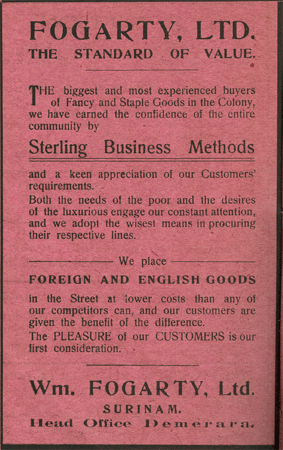 FOGARTY, LTD.
THE STANDARD OF VALUE.
THE biggest and most experienced buyers
of Fancy and Staple Goods in the Colony,
we have earned the confidence of the entire
community by
Sterling Business Methods
and a keen appreciation of our Customers'
requirements.
Both the needs of the poor and the desires
of the luxurious engage our constant attention,
and we adopt the wisest means in procuring
their respective lines.
We place
FOREIGN AND ENGLISH GOODS
in the Street at lower costs than any of
our competitors can, and our customers are
given the benefit of the difference.
The PLEASURE of our CUSTOMERS is our
first consideration.
Wm. FOGARTY, Ltd.
SURINAM.
Head Office Demerara.